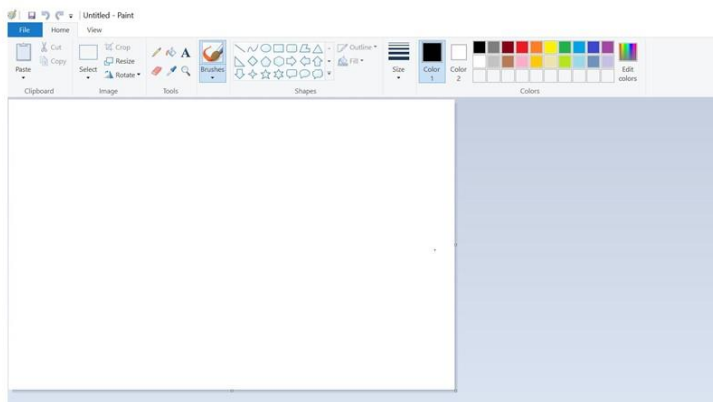 Untitled - Paint
File Home View
Paste
Cut
Copy
Clipboard
Select
Crop
Resize
Rotate
Image
A
Tools
Brushes
Shapes
Outline
Fill
Size
Color
1
Color
2
Colors
Edit
colors